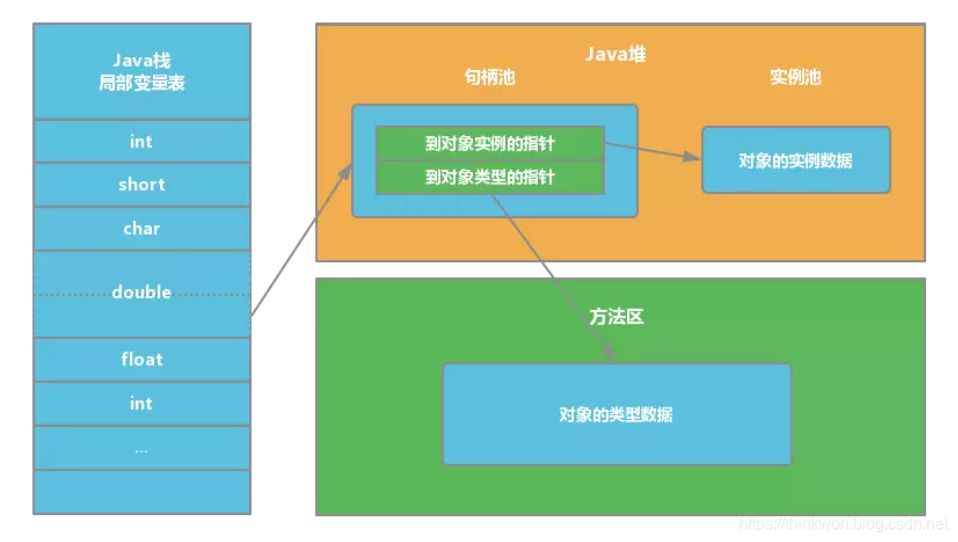 Java栈
局部变量表
int
short
char
double
float
int
...
Java堆
句柄池
实例池
到对象实例的指针
到对象类型的指针
对象的实例数据
方法区
对象的类型数据
https://thinkwon.blog.csdn.net